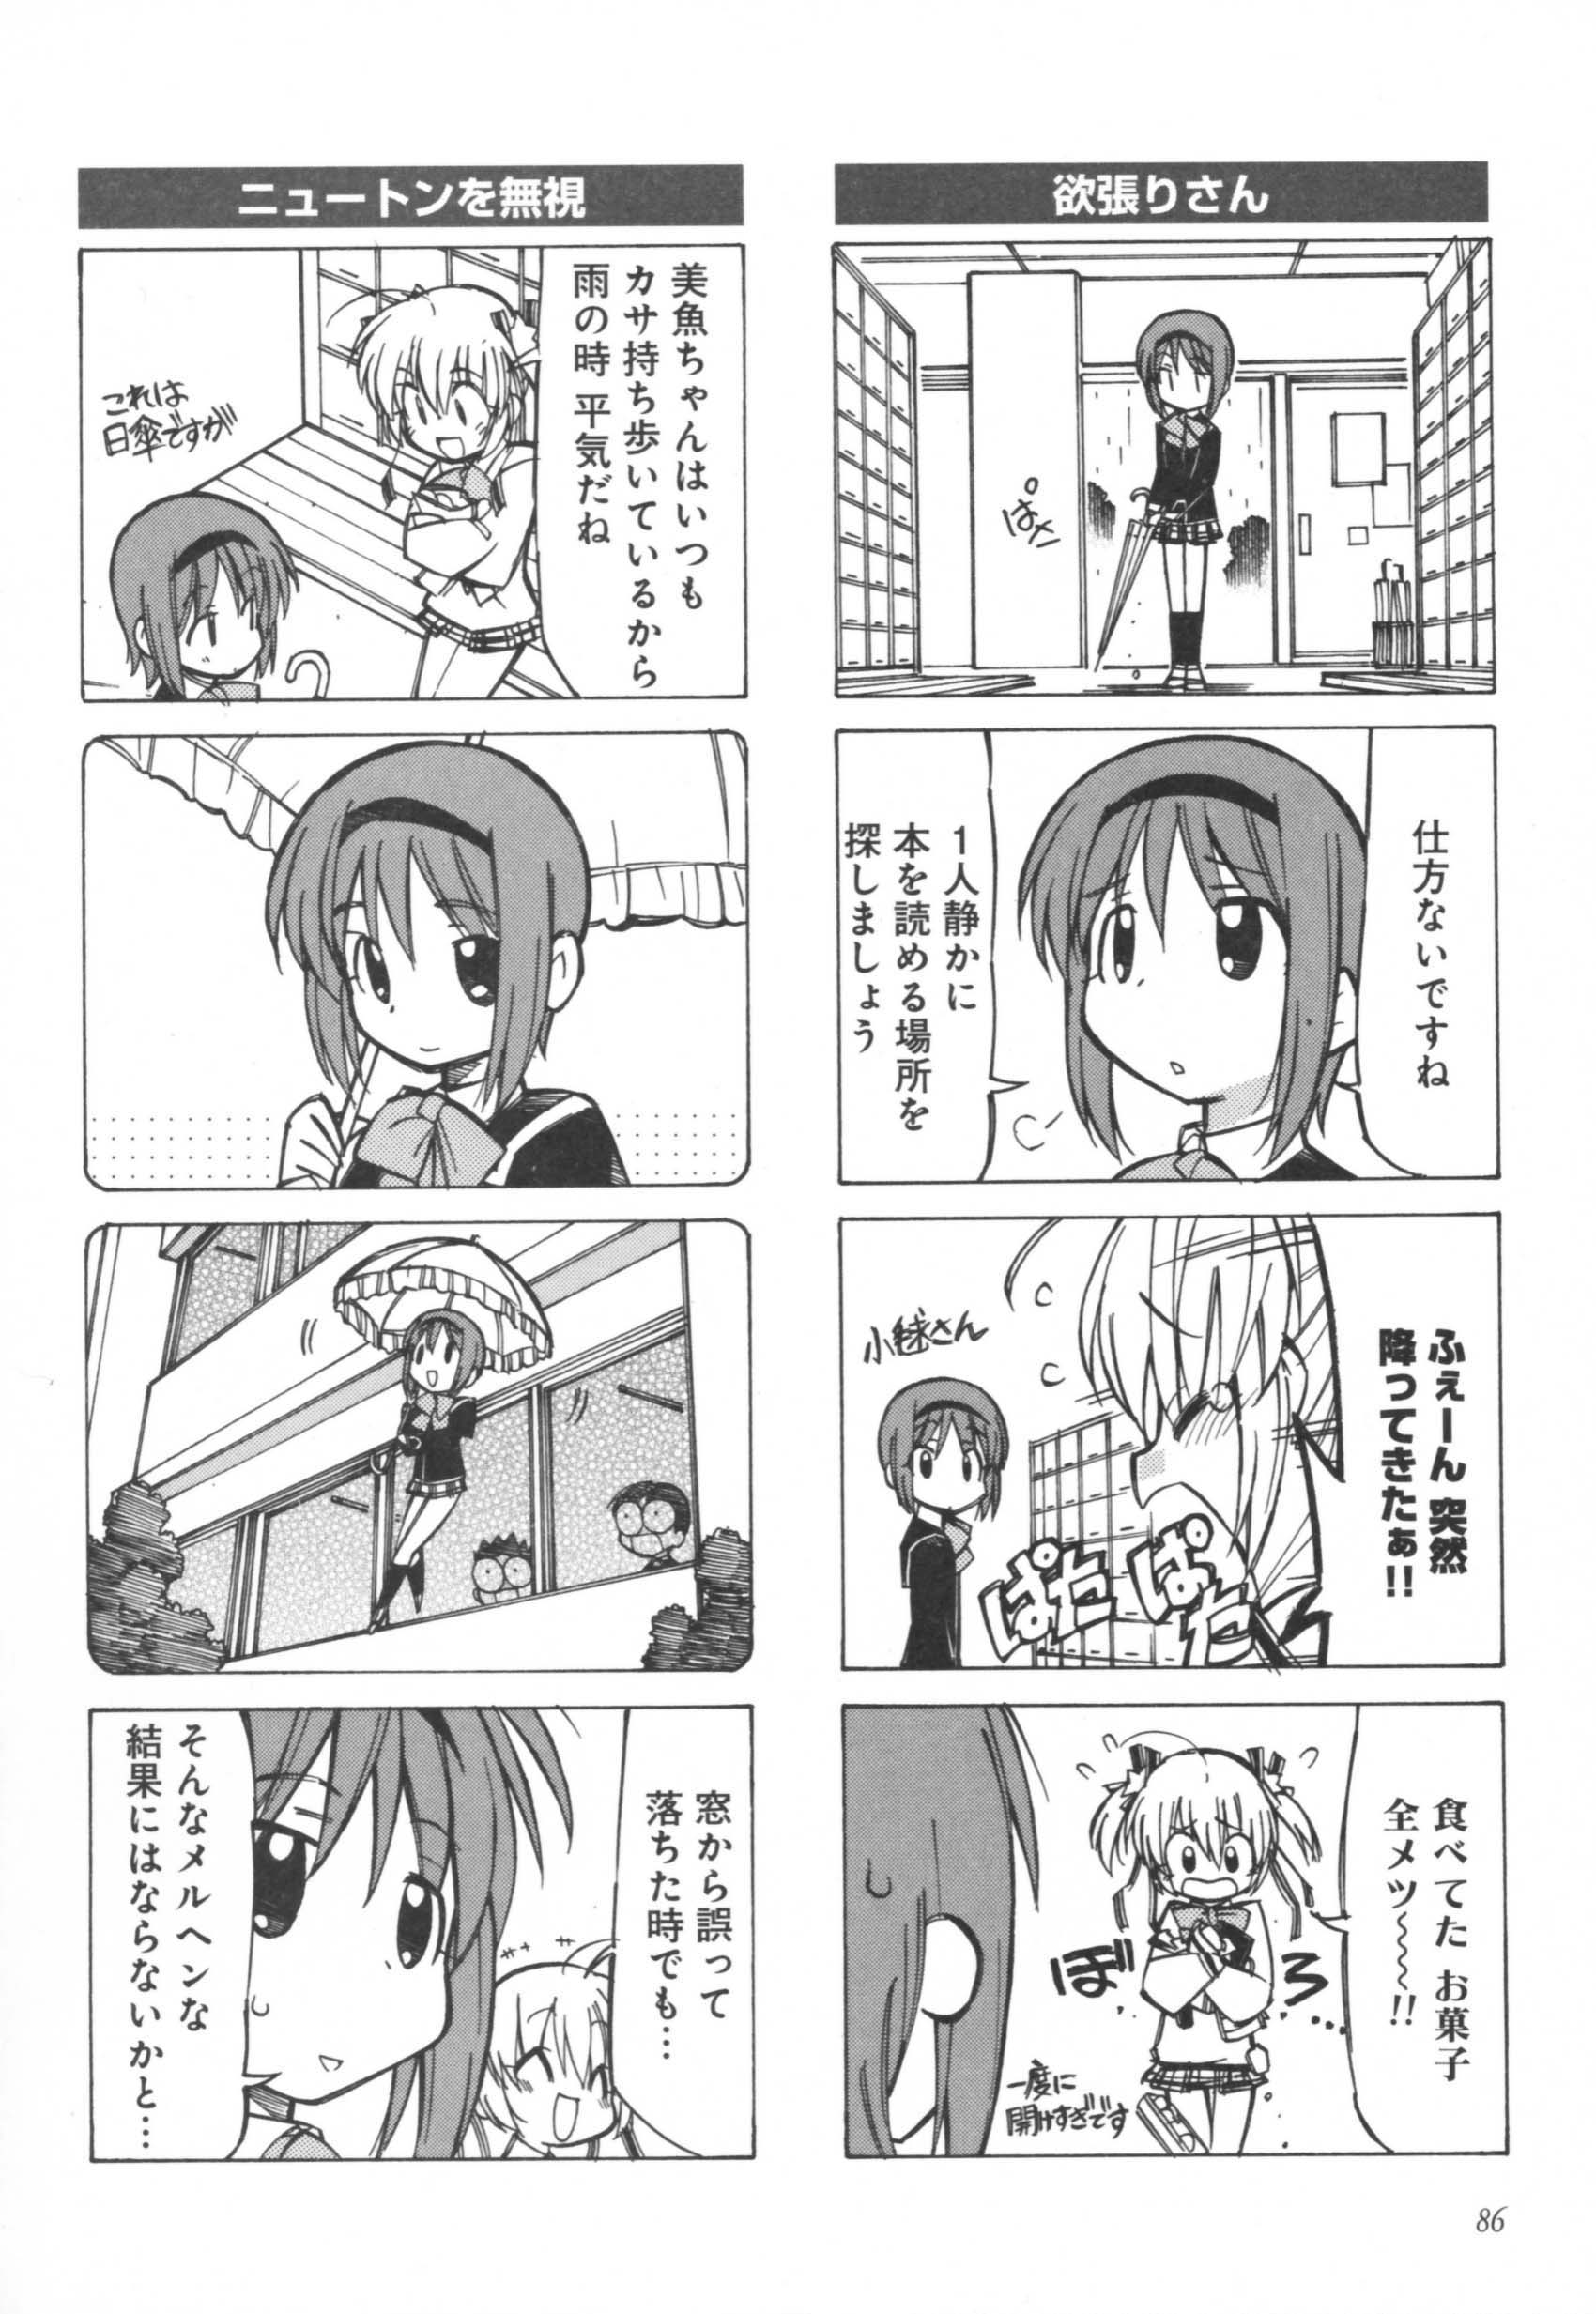 欲張りさん
ぱさ
仕方ないですね
1人静かに
本を読める場所を
探しましょう
ふぇーん 突然
降ってきたぁ!!
小毬さん
ぱた
ぱた
食べてた お菓子
全メツ〜〜〜!!
ぼろ…
一度に
開けすぎです
ニュートンを無視
美魚ちゃんはいつも
カサ持ち歩いているから
雨の時 平気だね
これは
日傘ですが
窓から誤って
落ちた時でも…
そんなメルヘンな
結果にはならないかと…
86